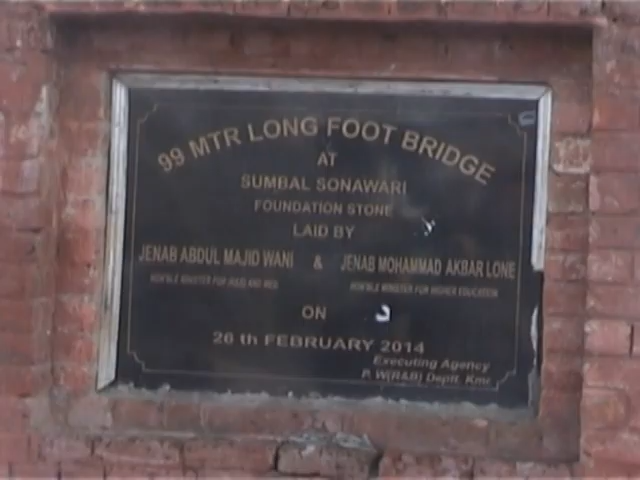 99 MTR LONG FOOT BRIDGE
AT
SUMBAL SONAWARI
FOUNDATION STONE
LAID BY
JENAB ABDUL MAJID WANI & JENAB MOHAMMAD AKBAR LONE
HON'BLE MINISTER FOR (R&B) AND HON'BLE MINISTER FOR HIGHER EDUCATION
ON
26 th FEBRUARY 2014
Executing Agency
P. W(R&B) Deptt. Kmr